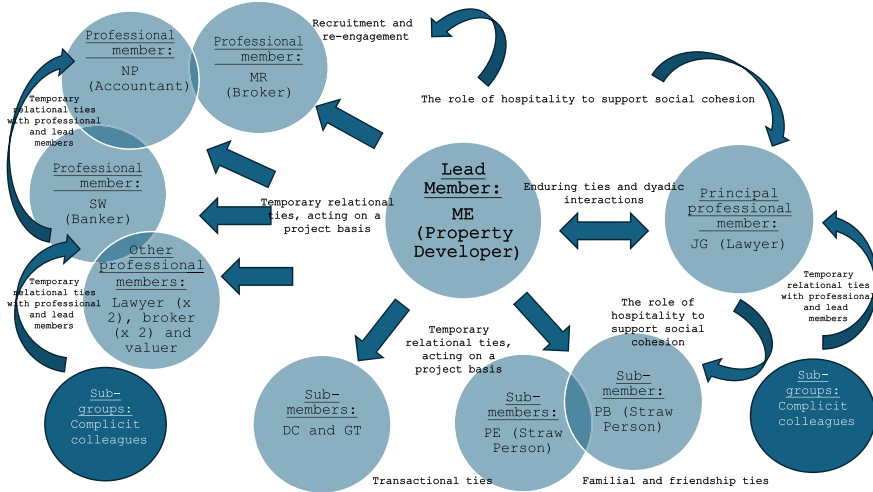 Professional
member:
NP
(Accountant)
Professional
member:
MR
(Broker)
Recruitment and
re-engagement
The role of hospitality to support social cohesion
Temporary
relational ties
with professional
and lead
members
Professional
member:
SW
(Banker)
Temporary relational
ties, acting on a
project basis
Lead
Member:
ME
(Property
Developer)
Enduring ties and dyadic
interactions
Principal
professional
member:
JG (Lawyer)
Other
professional
members:
Lawyer (x
2), broker
(x 2) and
valuer
Temporary
relational ties
with professional
and lead
members
Temporary
relational ties,
acting on a
project basis
The role of
hospitality to
support social
cohesion
Temporary
relational ties
with professional
and lead
members
Sub-
groups:
Complicit
colleagues
Sub-
members:
DC and GT
Sub-
members:
PE (Straw
Person)
Sub-
member:
PB (Straw
Person)
Sub-
groups:
Complicit
colleagues
Transactional ties
Familial and friendship ties